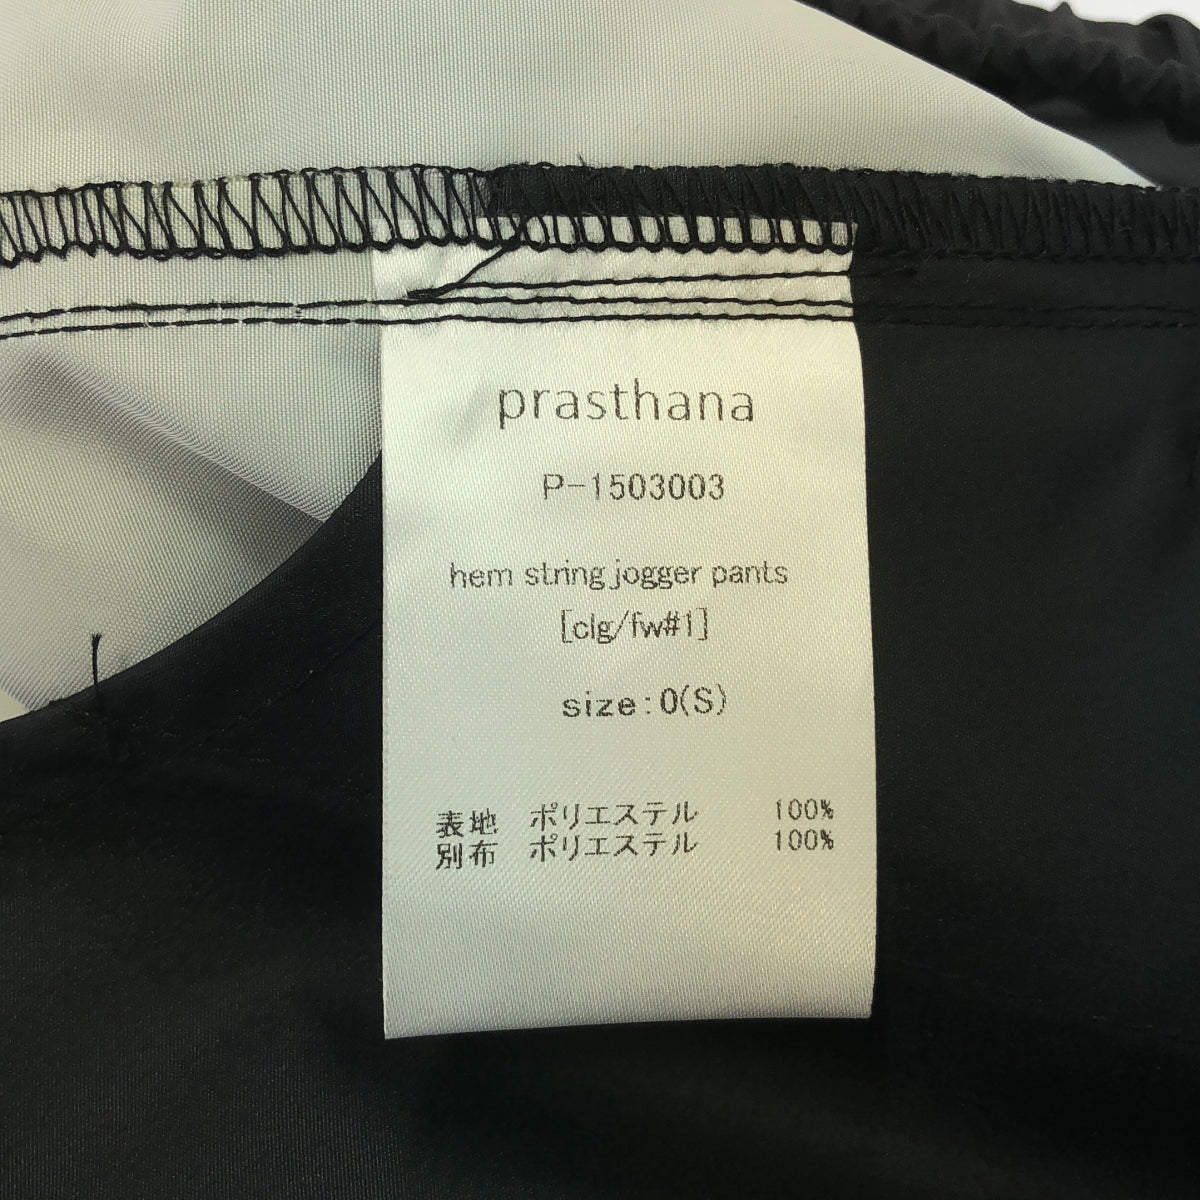 prasthana
P-1503003
hem string jogger pants
[clg/fw#1]
size:0(S)
表地 ポリエステル 100%
別布 ポリエステル 100%